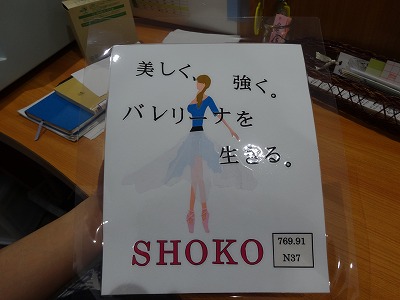 美しく、
強く。
バレリーナを
生きる。
SHOKO
769.91
N37